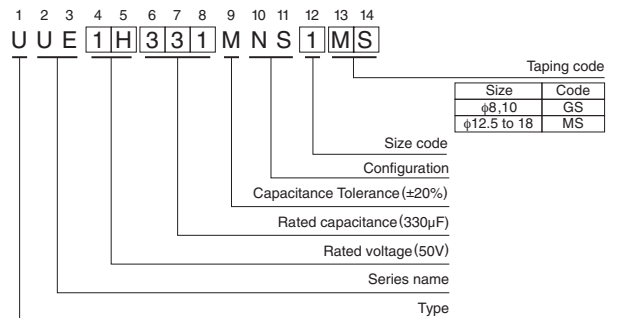 1 2 3 4 5 6 7 8 9 10 11 12 13 14
U U E 1 H 3 3 1 M N S 1 M S
Taping code
Size Code
ϕ8,10 GS
ϕ12.5 to 18 MS
Size code
Configuration
Capacitance Tolerance (±20%)
Rated capacitance (330µF)
Rated voltage (50V)
Series name
Type